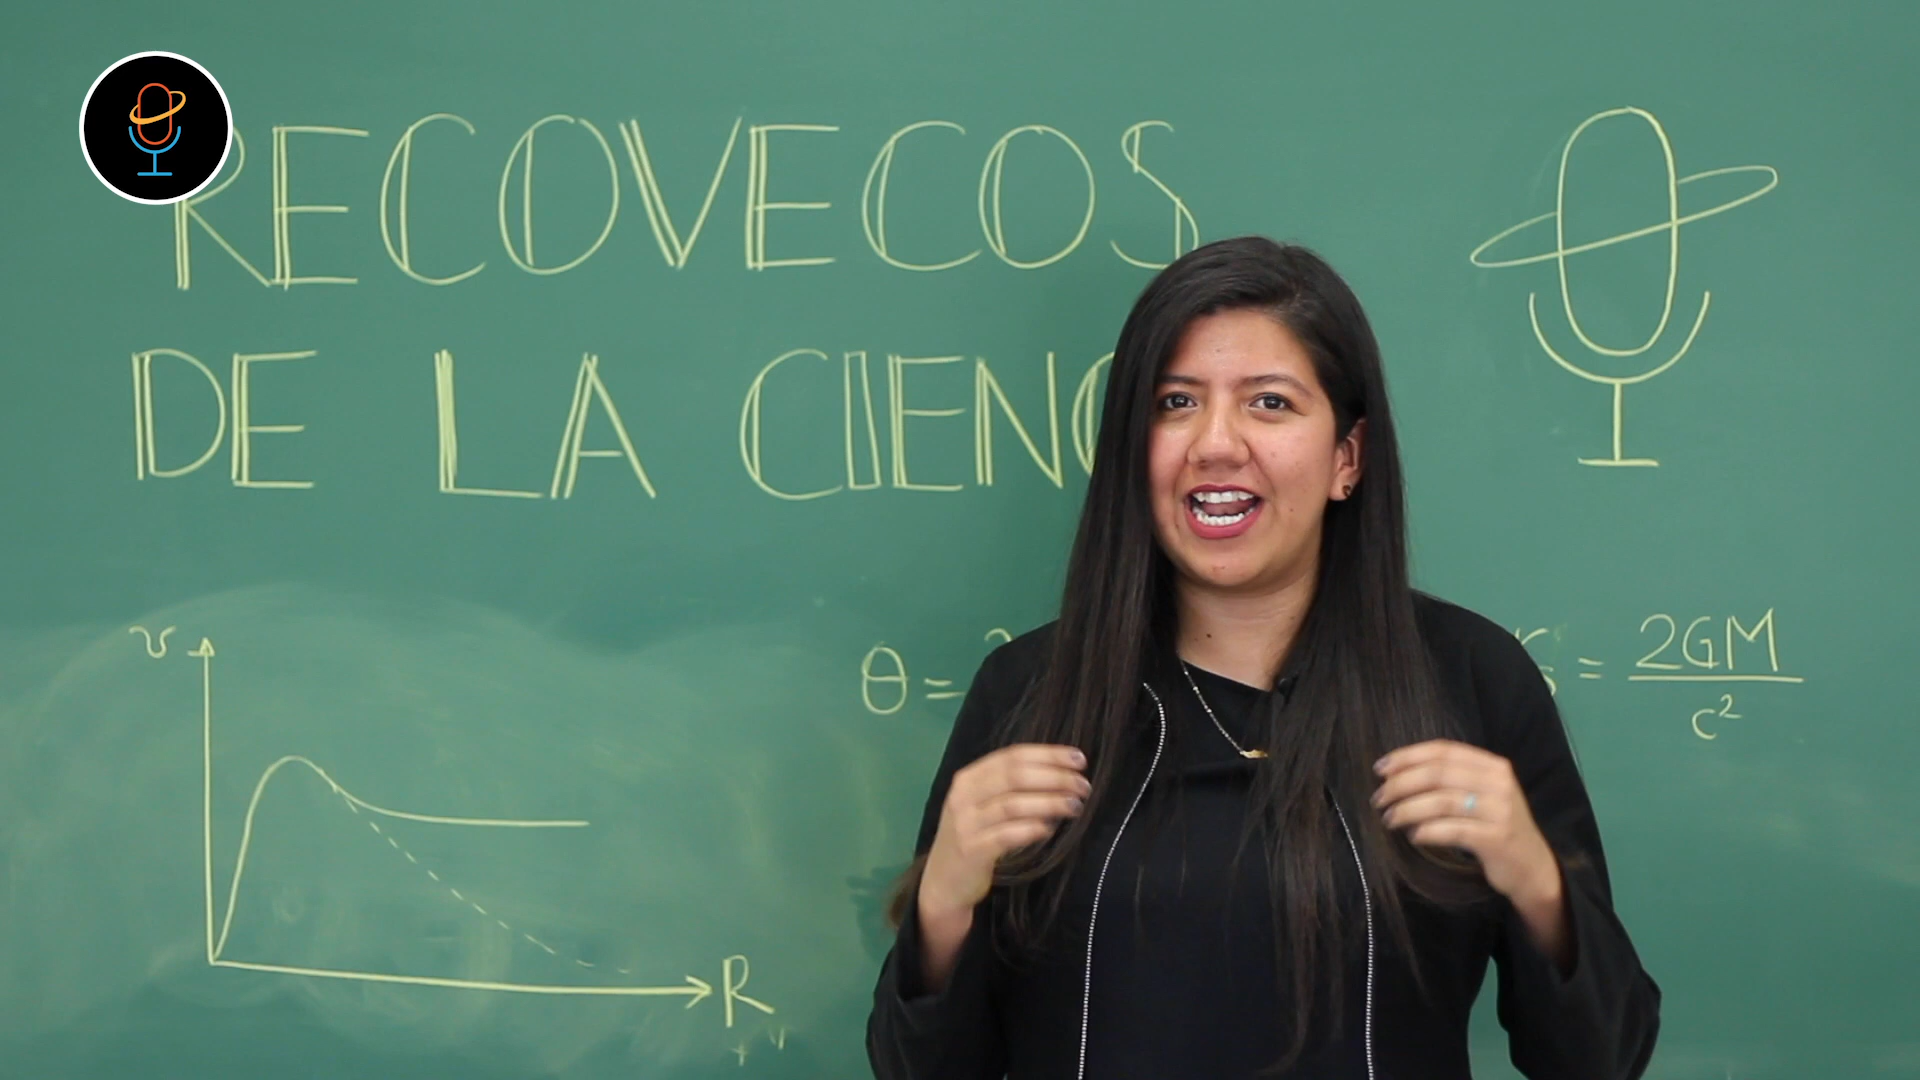 RECOVECOS
DE LA CIENC
v
θ =
= 2GM
c²
R